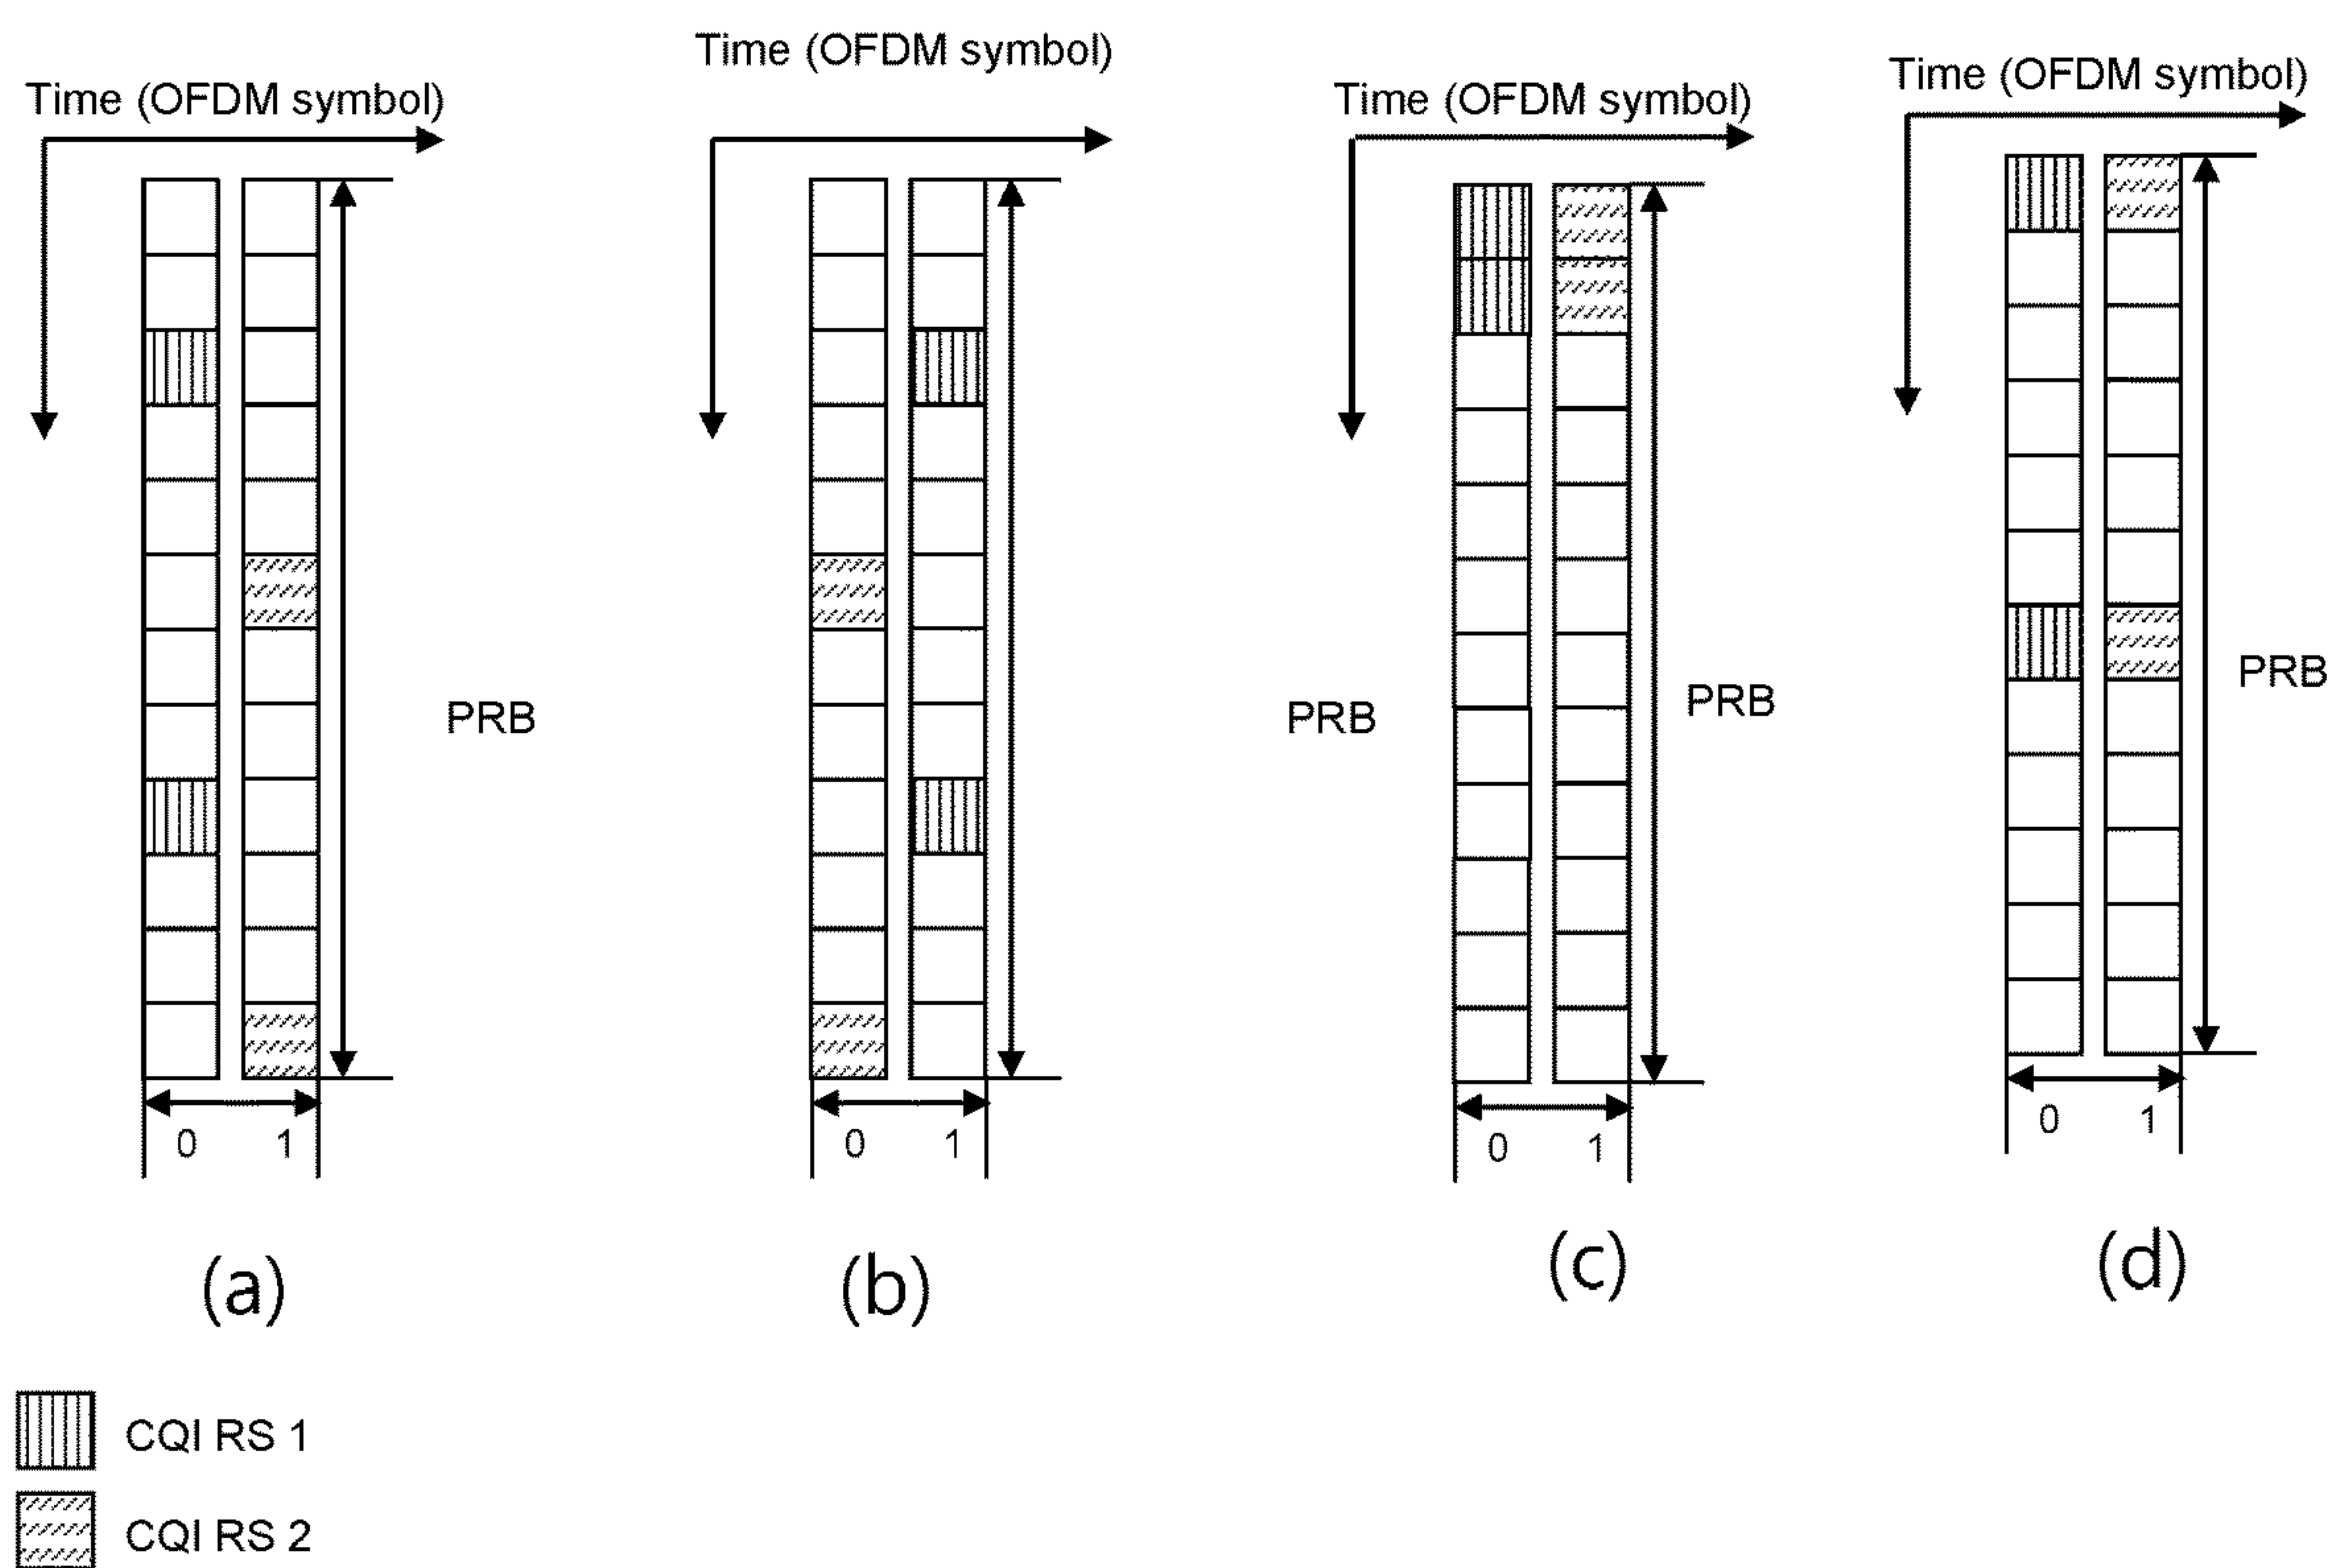 Time (OFDM symbol)
PRB
0 1
(a)
Time (OFDM symbol)
PRB
0 1
(b)
Time (OFDM symbol)
PRB
0 1
(c)
Time (OFDM symbol)
PRB
0 1
(d)
CQI RS 1
CQI RS 2